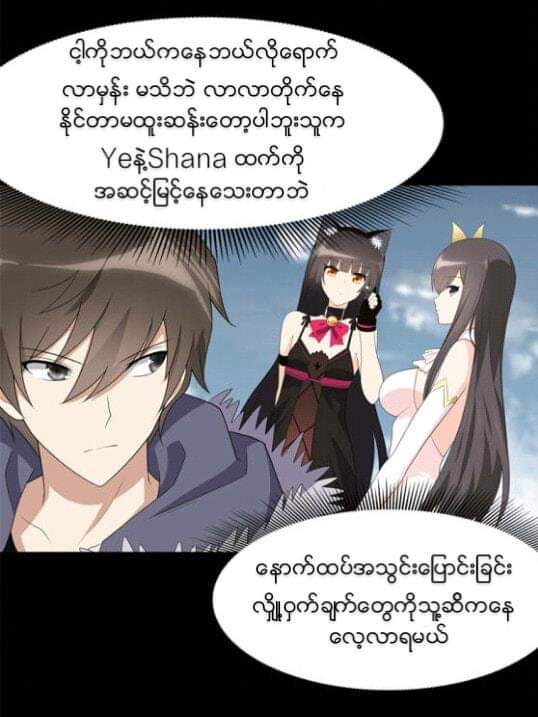 ငါ့ကိုဘယ်ကနေဘယ်လိုရောက်
လာမှန်း မသိဘဲ လာလာတိုက်နေ
နိုင်တာမထူးဆန်းတော့ပါဘူးသူက
Yeနဲ့Shana ထက်ကို
အဆင့်မြင့်နေသေးတာဘဲ
နောက်ထပ်အသွင်းပြောင်းခြင်း
လျှို့ဝှက်ချက်တွေကိုသူ့ဆီကနေ
လေ့လာရမယ်